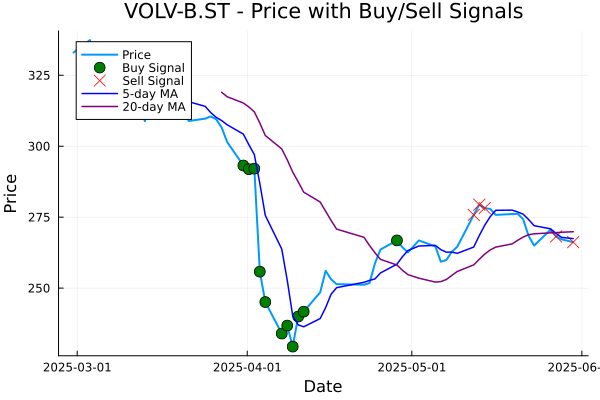 VOLV-B.ST - Price with Buy/Sell Signals
Price
Buy Signal
Sell Signal
5-day MA
20-day MA
325
300
275
250
Price
2025-03-01
2025-04-01
2025-05-01
2025-06-
Date